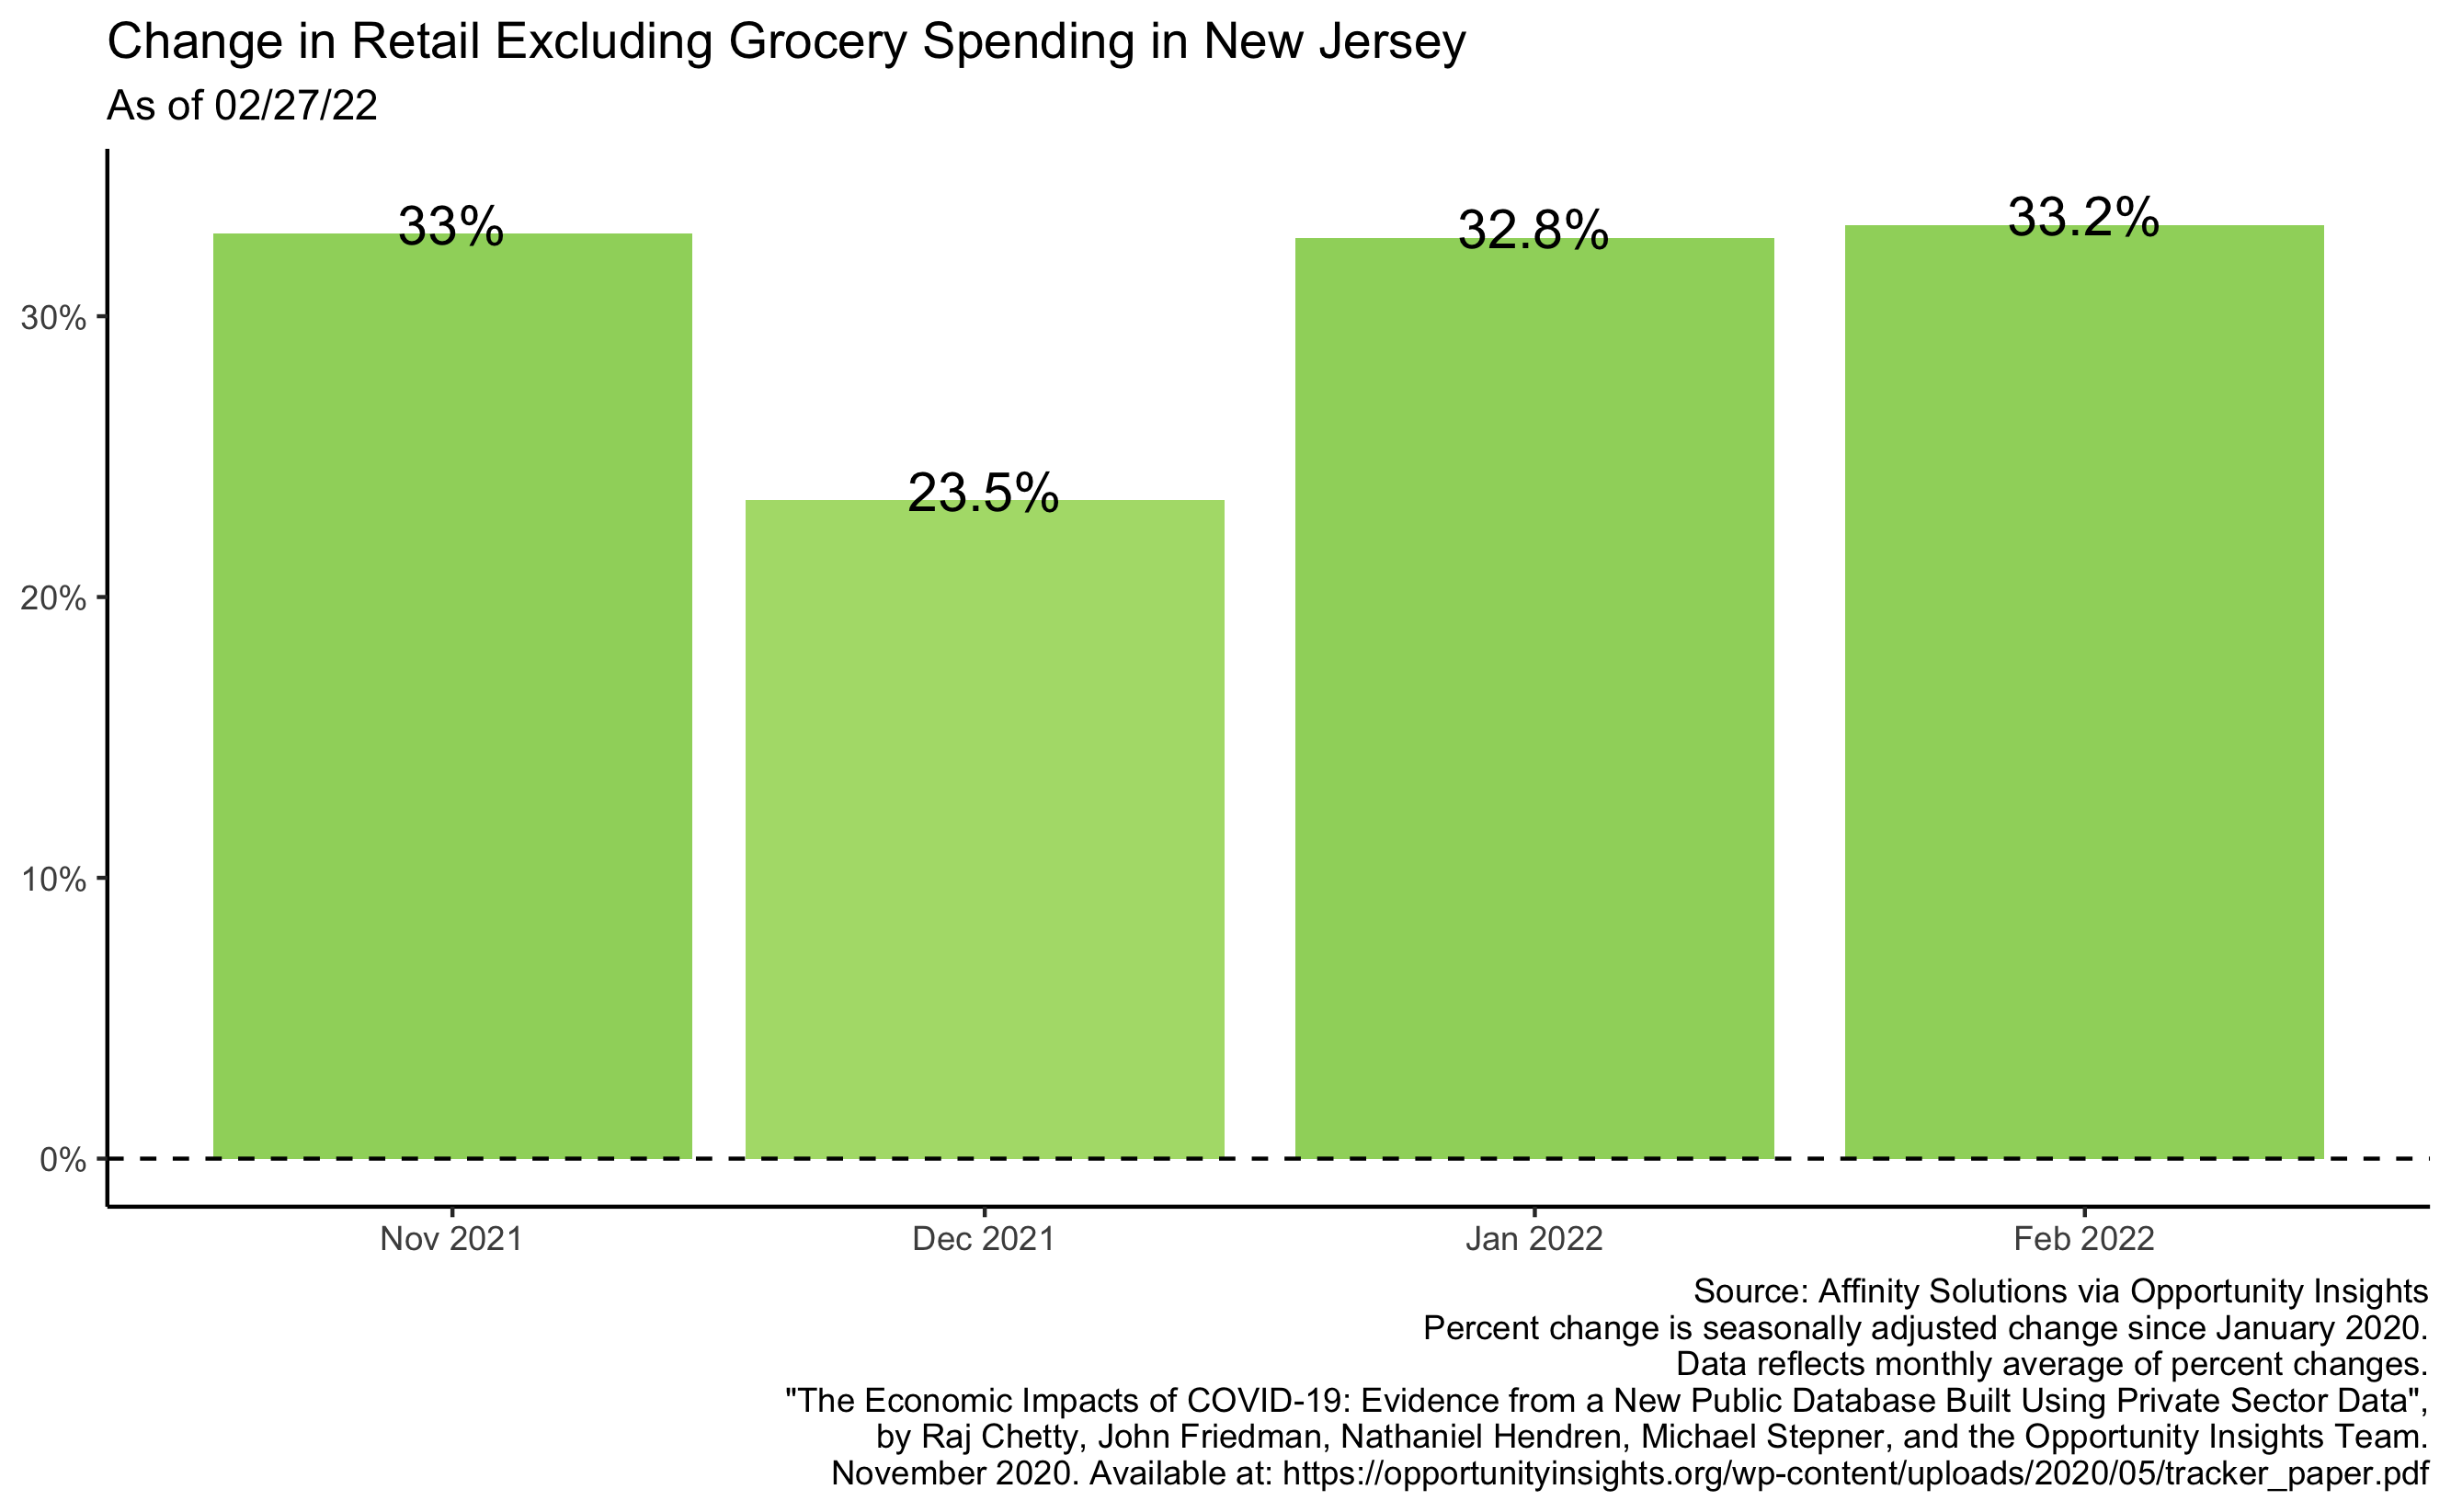 Change in Retail Excluding Grocery Spending in New Jersey
As of 02/27/22
33%
23.5%
32.8%
33.2%
30%
20%
10%
0%
Nov 2021
Dec 2021
Jan 2022
Feb 2022
Source: Affinity Solutions via Opportunity Insights
Percent change is seasonally adjusted change since January 2020.
Data reflects monthly average of percent changes.
"The Economic Impacts of COVID-19: Evidence from a New Public Database Built Using Private Sector Data",
by Raj Chetty, John Friedman, Nathaniel Hendren, Michael Stepner, and the Opportunity Insights Team.
November 2020. Available at: https://opportunityinsights.org/wp-content/uploads/2020/05/tracker_paper.pdf